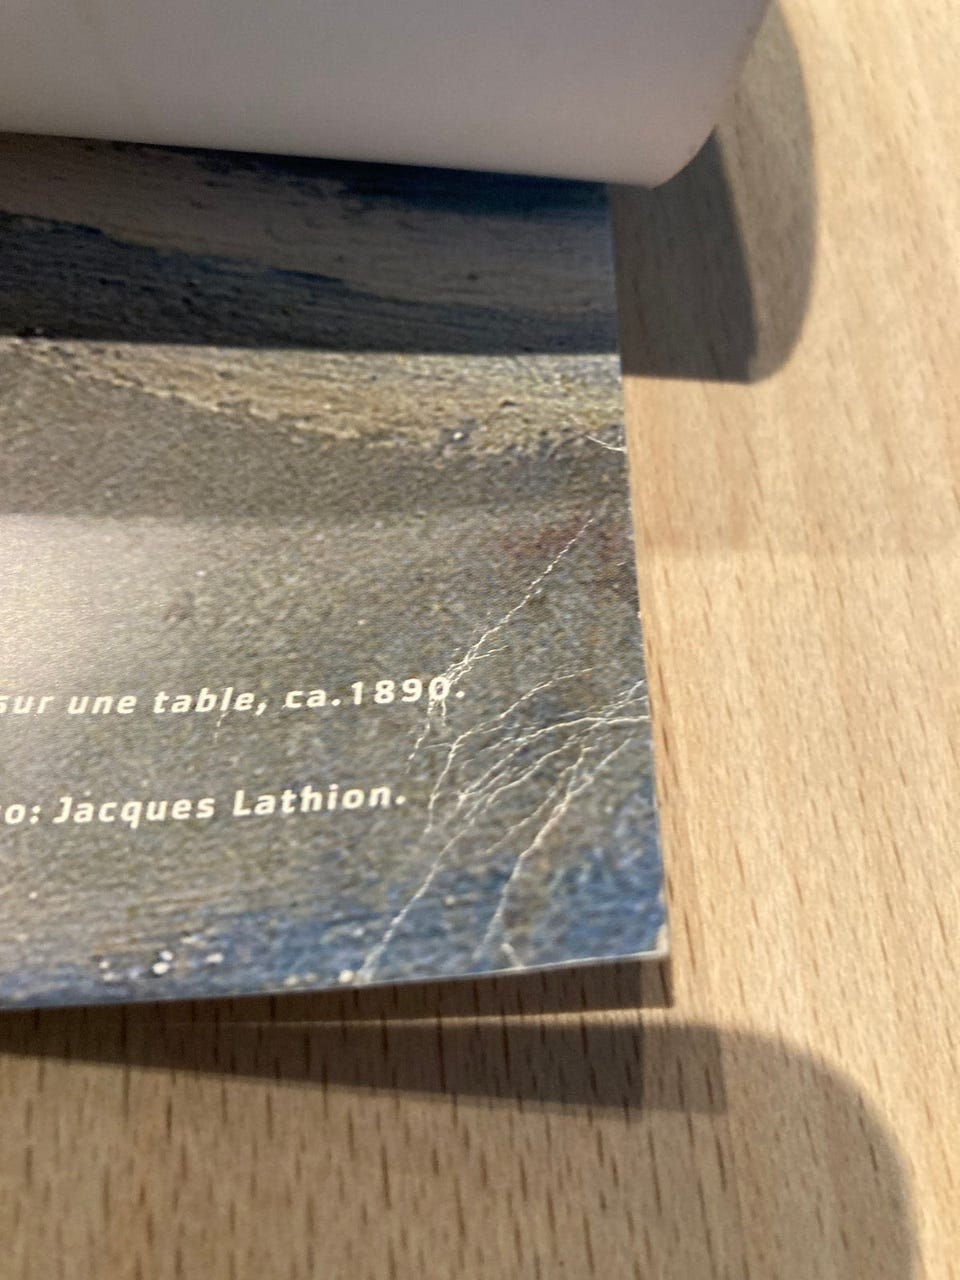 sur une table, ca.1890.
o: Jacques Lathion.